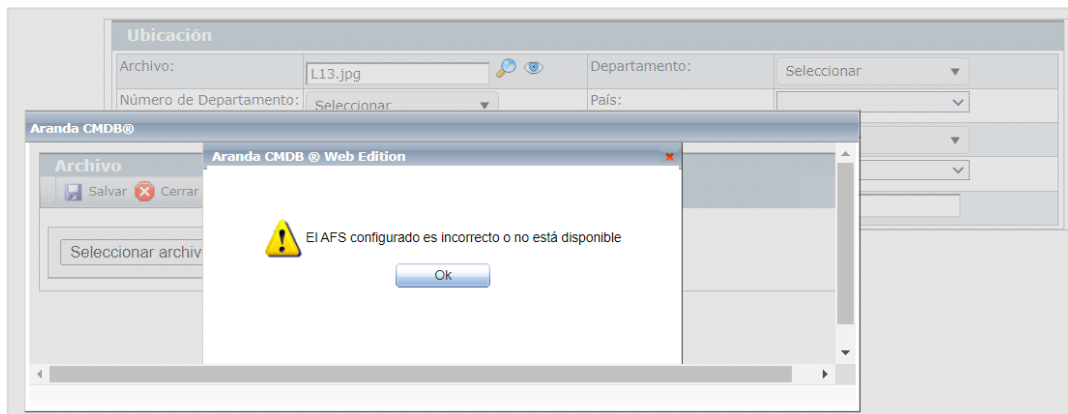 Ubicación
Archivo:
L13.jpg
Departamento:
Seleccionar
Número de Departamento:
Seleccionar
País:
Aranda CMDB®
Archivo
Salvar
Cerrar
Aranda CMDB ® Web Edition
El AFS configurado es incorrecto o no está disponible
Ok
Seleccionar archiv